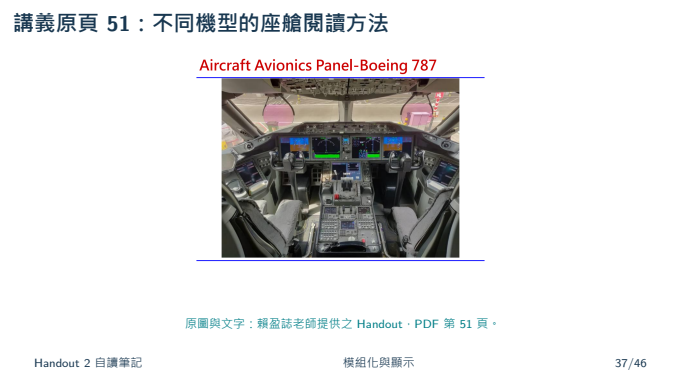 講義原頁 51：不同機型的座艙閱讀方法
Aircraft Avionics Panel-Boeing 787
原圖與文字：賴盈誌老師提供之 Handout，PDF 第 51 頁。
Handout 2 自讀筆記
模組化與顯示
37/46